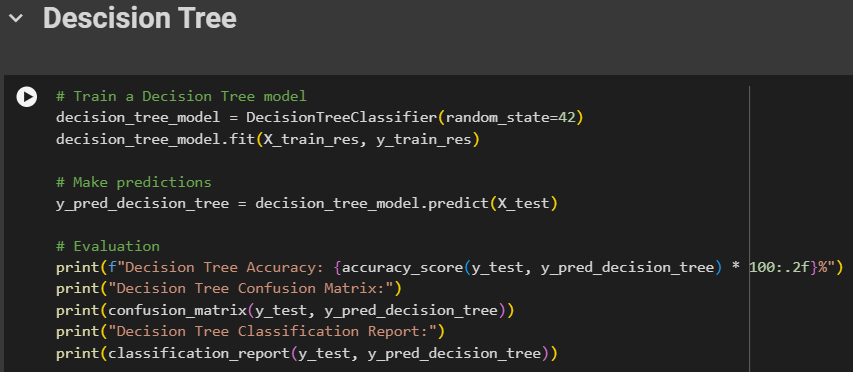 Descision Tree
# Train a Decision Tree model
decision_tree_model = DecisionTreeClassifier(random_state=42)
decision_tree_model.fit(X_train_res, y_train_res)
# Make predictions
y_pred_decision_tree = decision_tree_model.predict(X_test)
# Evaluation
print(f"Decision Tree Accuracy: {accuracy_score(y_test, y_pred_decision_tree) * 100:.2f}%")
print("Decision Tree Confusion Matrix:")
print(confusion_matrix(y_test, y_pred_decision_tree))
print("Decision Tree Classification Report:")
print(classification_report(y_test, y_pred_decision_tree))